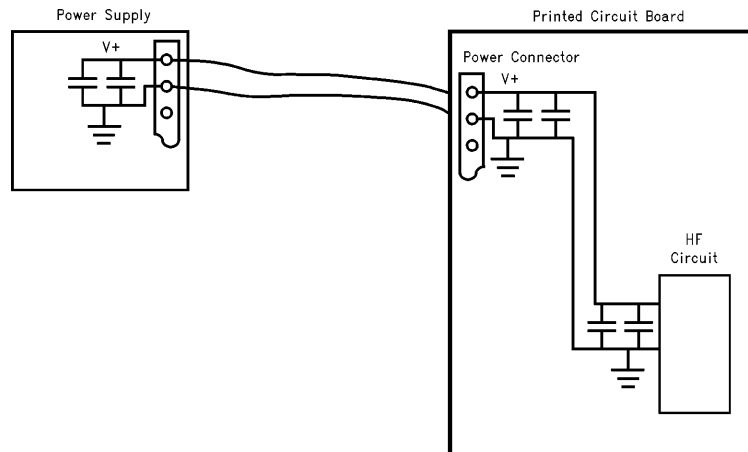 Power Supply
Printed Circuit Board
V+
Power Connector
V+
HF
Circuit